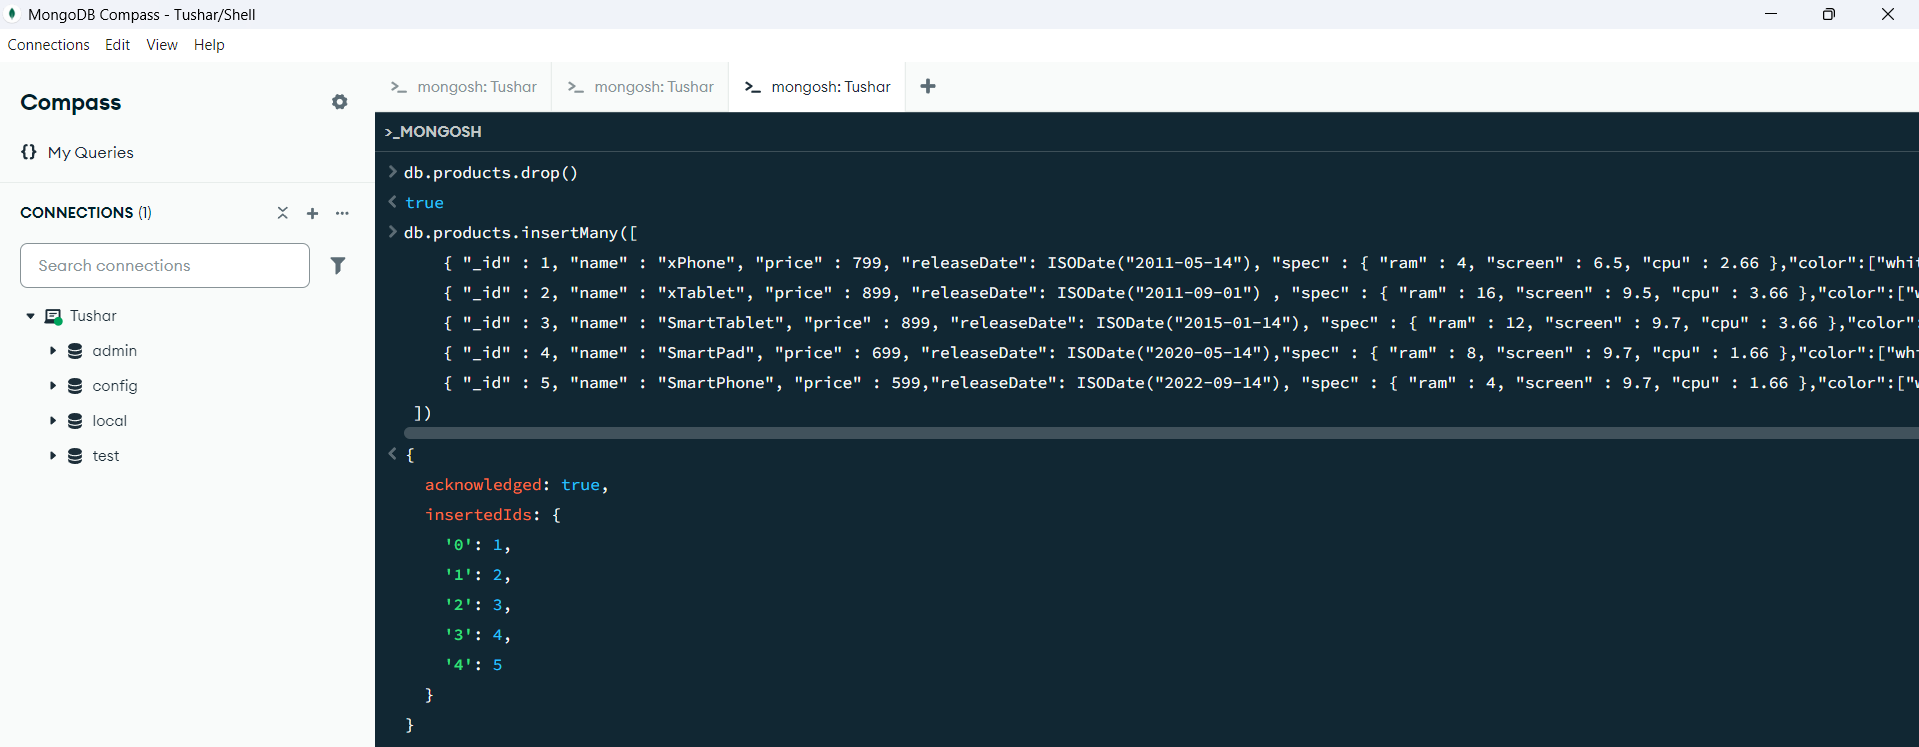 MongoDB Compass - Tushar/Shell
Connections Edit View Help
Compass
{} My Queries
CONNECTIONS (1)
Search connections
Tushar
admin
config
local
test
>_ mongosh: Tushar >_ mongosh: Tushar >_ mongosh: Tushar +
>_MONGOSH
> db.products.drop()
< true
> db.products.insertMany([
{ "_id" : 1, "name" : "xPhone", "price" : 799, "releaseDate": ISODate("2011-05-14"), "spec" : { "ram" : 4, "screen" : 6.5, "cpu" : 2.66 },"color":["whi
{ "_id" : 2, "name" : "xTablet", "price" : 899, "releaseDate": ISODate("2011-09-01") , "spec" : { "ram" : 16, "screen" : 9.5, "cpu" : 3.66 },"color":["w
{ "_id" : 3, "name" : "SmartTablet", "price" : 899, "releaseDate": ISODate("2015-01-14"), "spec" : { "ram" : 12, "screen" : 9.7, "cpu" : 3.66 },"color":
{ "_id" : 4, "name" : "SmartPad", "price" : 699, "releaseDate": ISODate("2020-05-14"),"spec" : { "ram" : 8, "screen" : 9.7, "cpu" : 1.66 },"color":["whi
{ "_id" : 5, "name" : "SmartPhone", "price" : 599,"releaseDate": ISODate("2022-09-14"), "spec" : { "ram" : 4, "screen" : 9.7, "cpu" : 1.66 },"color":["w
])
< {
acknowledged: true,
insertedIds: {
'0': 1,
'1': 2,
'2': 3,
'3': 4,
'4': 5
}
}